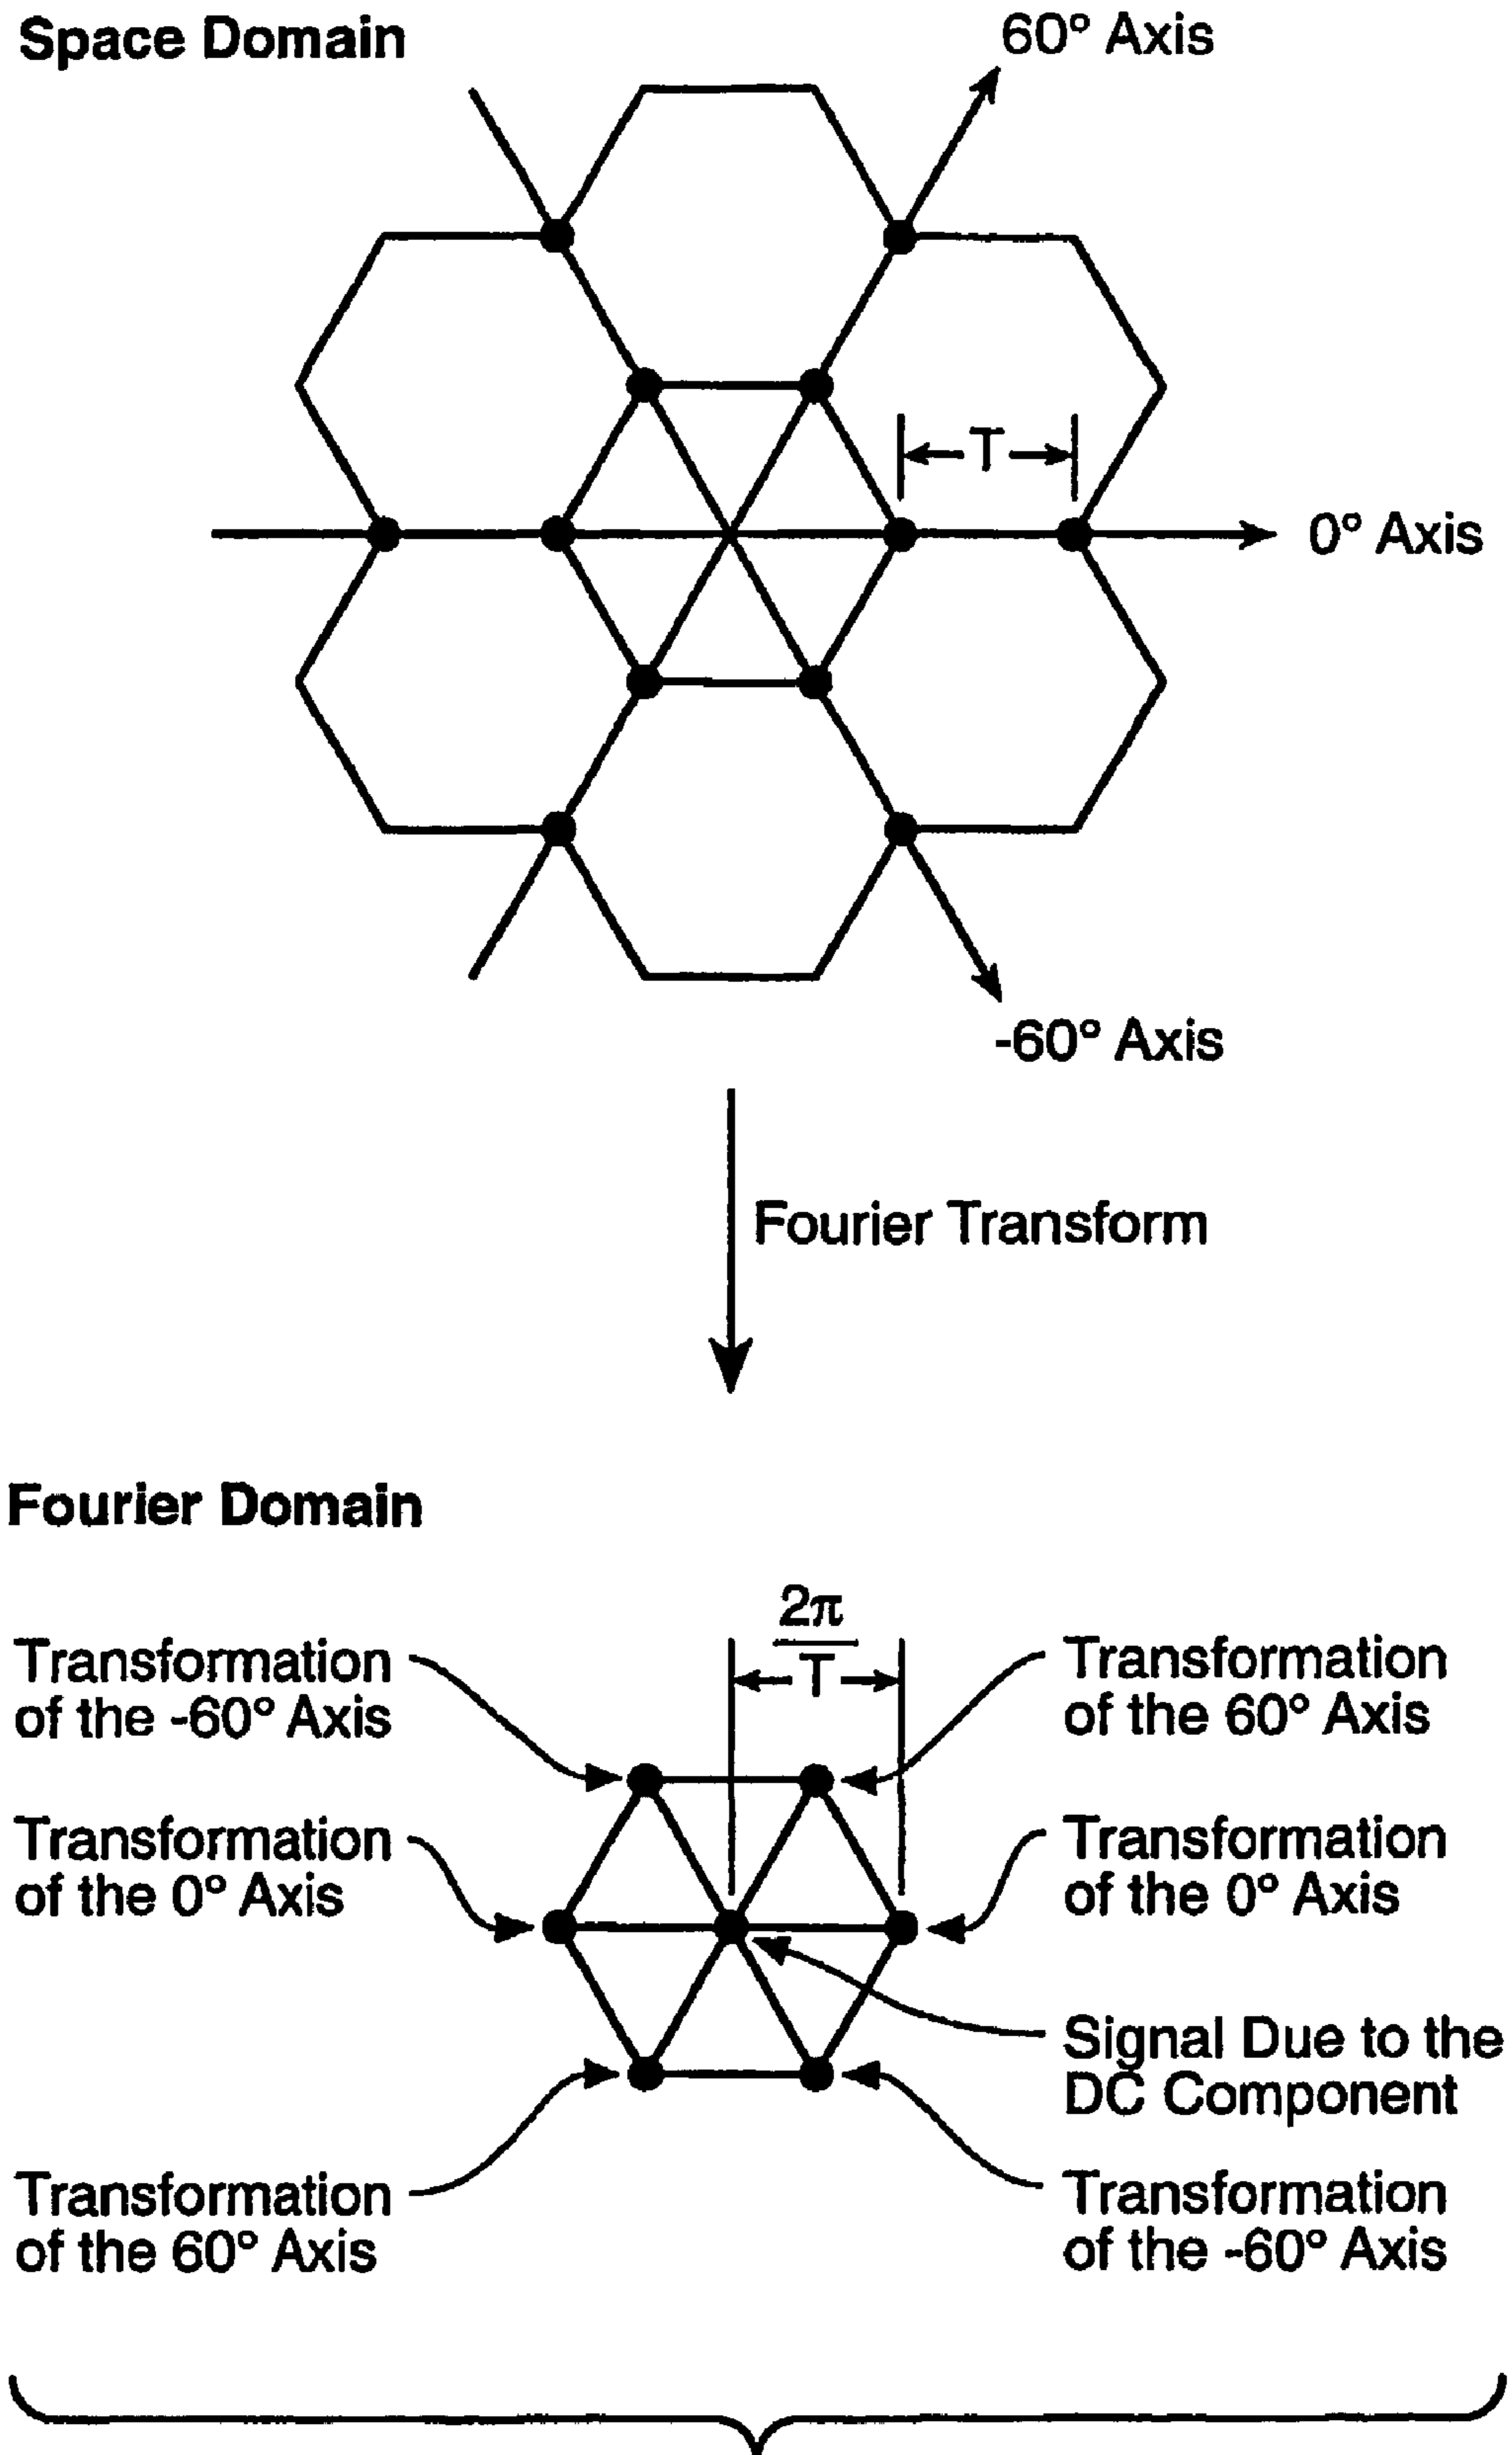 Space Domain
60° Axis
T
0° Axis
-60° Axis
Fourier Transform
Fourier Domain
2π
T
Transformation
of the -60° Axis
Transformation
of the 60° Axis
Transformation
of the 0° Axis
Transformation
of the 0° Axis
Signal Due to the
DC Component
Transformation
of the 60° Axis
Transformation
of the -60° Axis